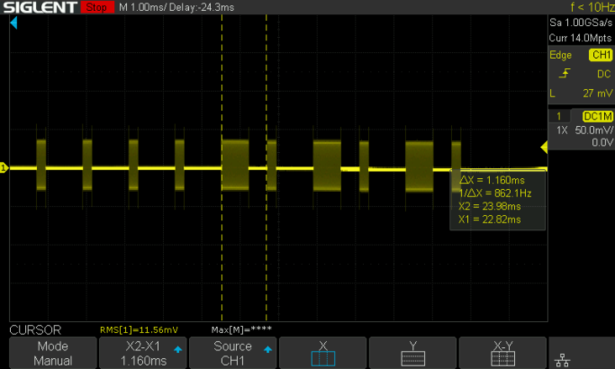 SIGLENT Stop M 1.00ms/ Delay:-24.3ms f < 10Hz
Sa 1.00GSa/s
Curr 14.0Mpts
Edge CH1
DC
L 27 mV
1 DC1M
1X 50.0mV/
0.0V
1
ΔX = 1.160ms
1/ΔX = 862.1Hz
X2 = 23.98ms
X1 = 22.82ms
CURSOR RMS[1]=11.56mV Max[M]=****
Mode X2-X1 Source X Y X-Y
Manual 1.160ms CH1